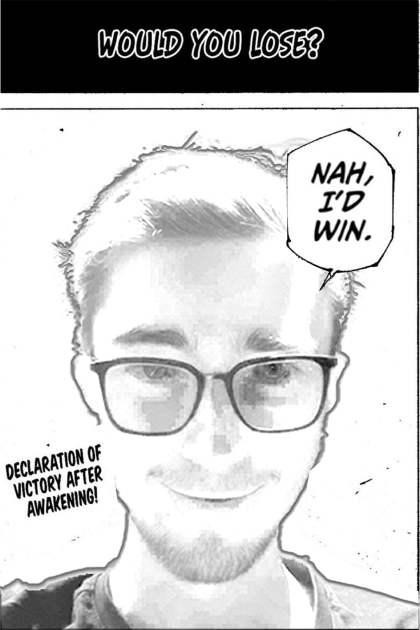 WOULD YOU LOSE?
NAH,
I'D
WIN.
DECLARATION OF
VICTORY AFTER
AWAKENING!